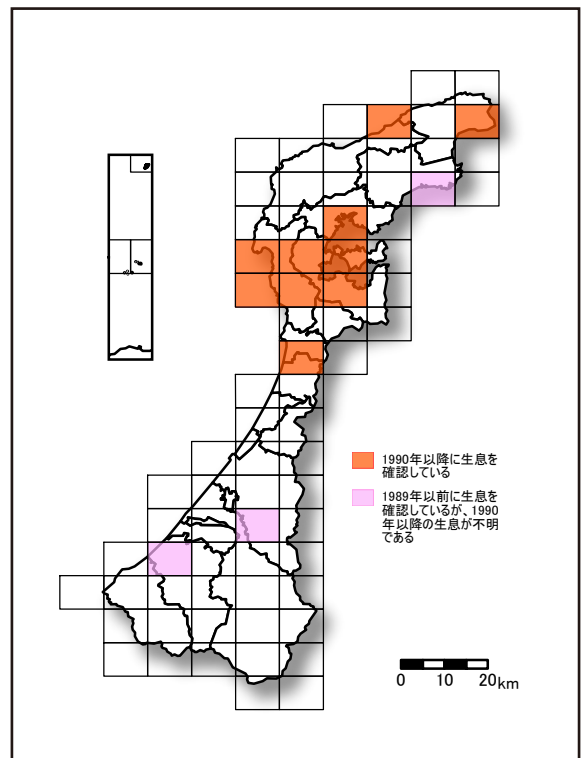 1990年以降に生息を
確認している
1989年以前に生息を
確認しているが、1990
年以降の生息が不明
である
0 10 20km